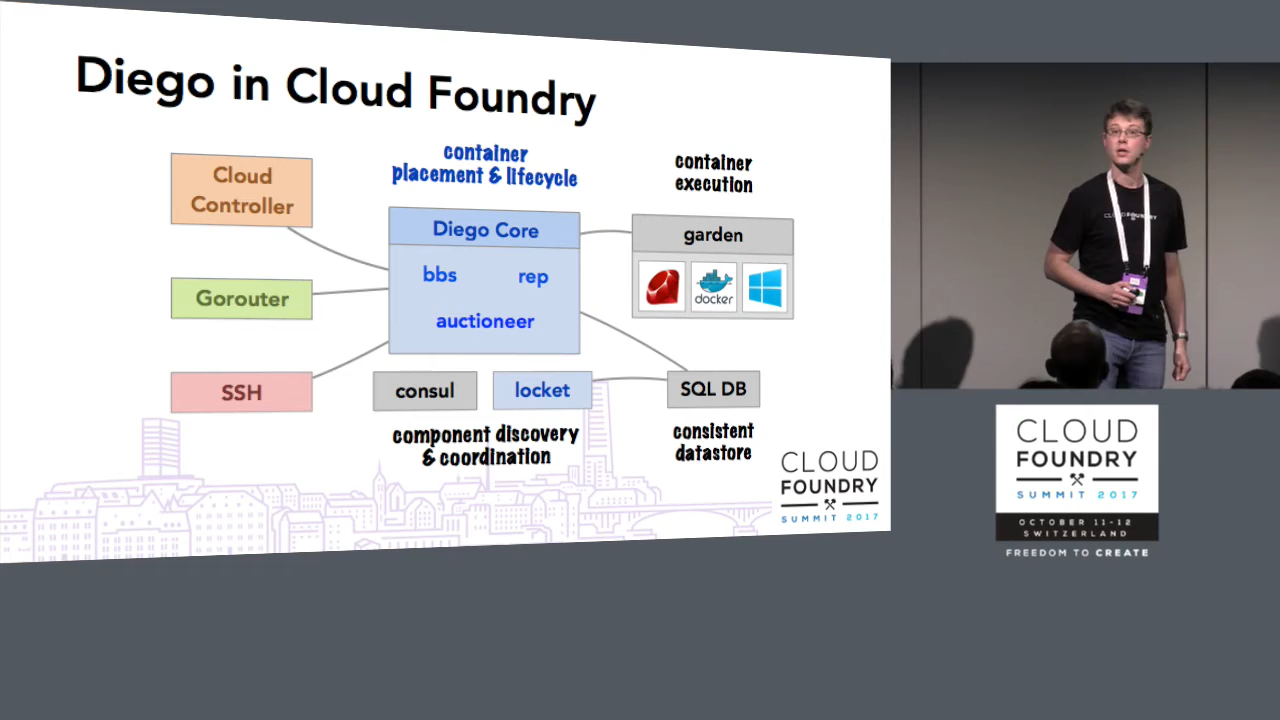 Diego in Cloud Foundry
Cloud
Controller
Gorouter
SSH
container
placement & lifecycle
Diego Core
bbs rep
auctioneer
consul
locket
component discovery
& coordination
container
execution
garden
docker
SQL DB
consistent
datastore
CLOUD
FOUNDRY
SUMMIT 2017
CLOUD FOUNDRY
CLOUD
FOUNDRY
SUMMIT 2017
OCTOBER 11-12
SWITZERLAND
FREEDOM TO CREATE